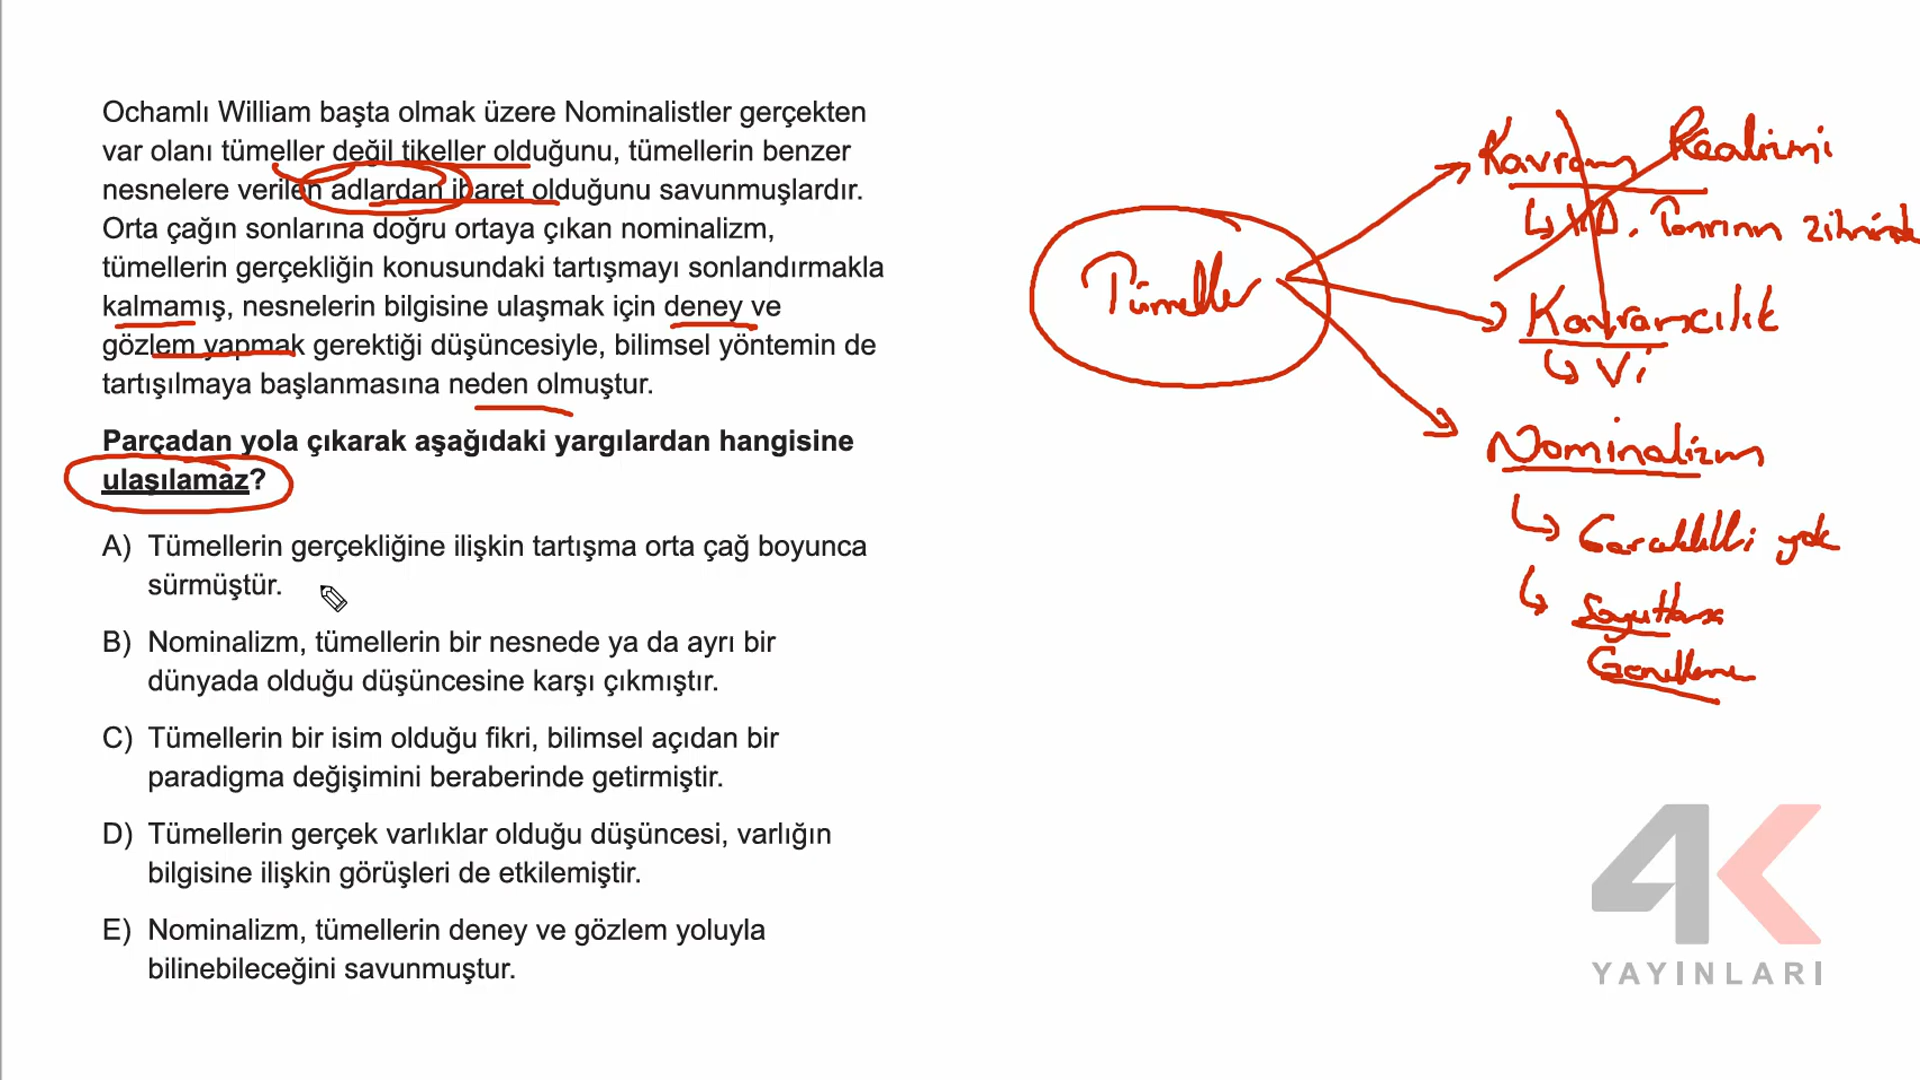 Ochamlı William başta olmak üzere Nominalistler gerçekten
var olanı tümeller değil tikeller olduğunu, tümellerin benzer
nesnelere verilen adlardan ibaret olduğunu savunmuşlardır.
Orta çağın sonlarına doğru ortaya çıkan nominalizm,
tümellerin gerçekliğin konusundaki tartışmayı sonlandırmakla
kalmamış, nesnelerin bilgisine ulaşmak için deney ve
gözlem yapmak gerektiği düşüncesiyle, bilimsel yöntemin de
tartışılmaya başlanmasına neden olmuştur.
Parçadan yola çıkarak aşağıdaki yargılardan hangisine
ulaşılamaz?
A) Tümellerin gerçekliğine ilişkin tartışma orta çağ boyunca
sürmüştür.
B) Nominalizm, tümellerin bir nesnede ya da ayrı bir
dünyada olduğu düşüncesine karşı çıkmıştır.
C) Tümellerin bir isim olduğu fikri, bilimsel açıdan bir
paradigma değişimini beraberinde getirmiştir.
D) Tümellerin gerçek varlıklar olduğu düşüncesi, varlığın
bilgisine ilişkin görüşleri de etkilemiştir.
E) Nominalizm, tümellerin deney ve gözlem yoluyla
bilinebileceğini savunmuştur.
Tümeller
Kavram Realizmi
Tanrının zihninde
Kavramcılık
Nominalizm
yok
Soyutlama
Genelleme
4K
YAYINLARI